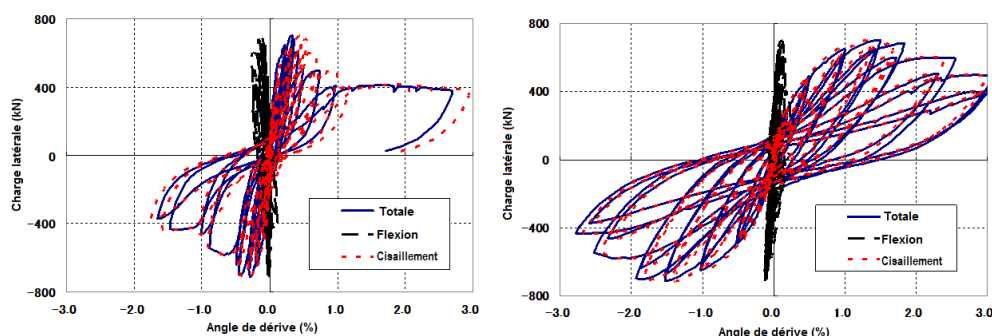 800
400
0
−400
−800
Charge latérale (kN)
−3.0 −2.0 −1.0 0.0 1.0 2.0 3.0
Angle de dérive (%)
Totale
Flexion
Cisaillement
800
400
0
−400
−800
Charge latérale (kN)
−3.0 −2.0 −1.0 0.0 1.0 2.0 3.0
Angle de dérive (%)
Totale
Flexion
Cisaillement